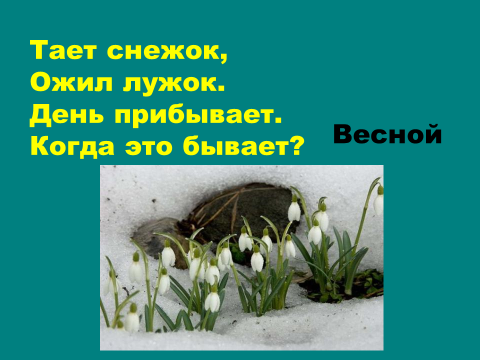 Тает снежок,
Ожил лужок.
День прибывает.
Когда это бывает?
Весной